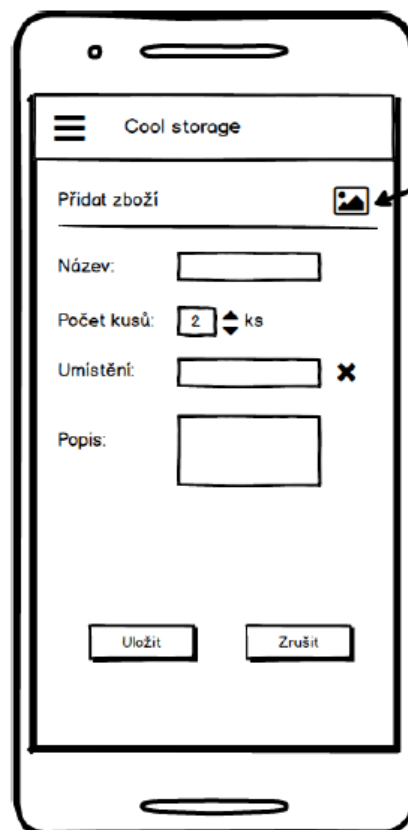 Cool storage
Přidat zboží
Název:
Počet kusů: 2 ks
Umístění:
Popis:
Uložit Zrušit